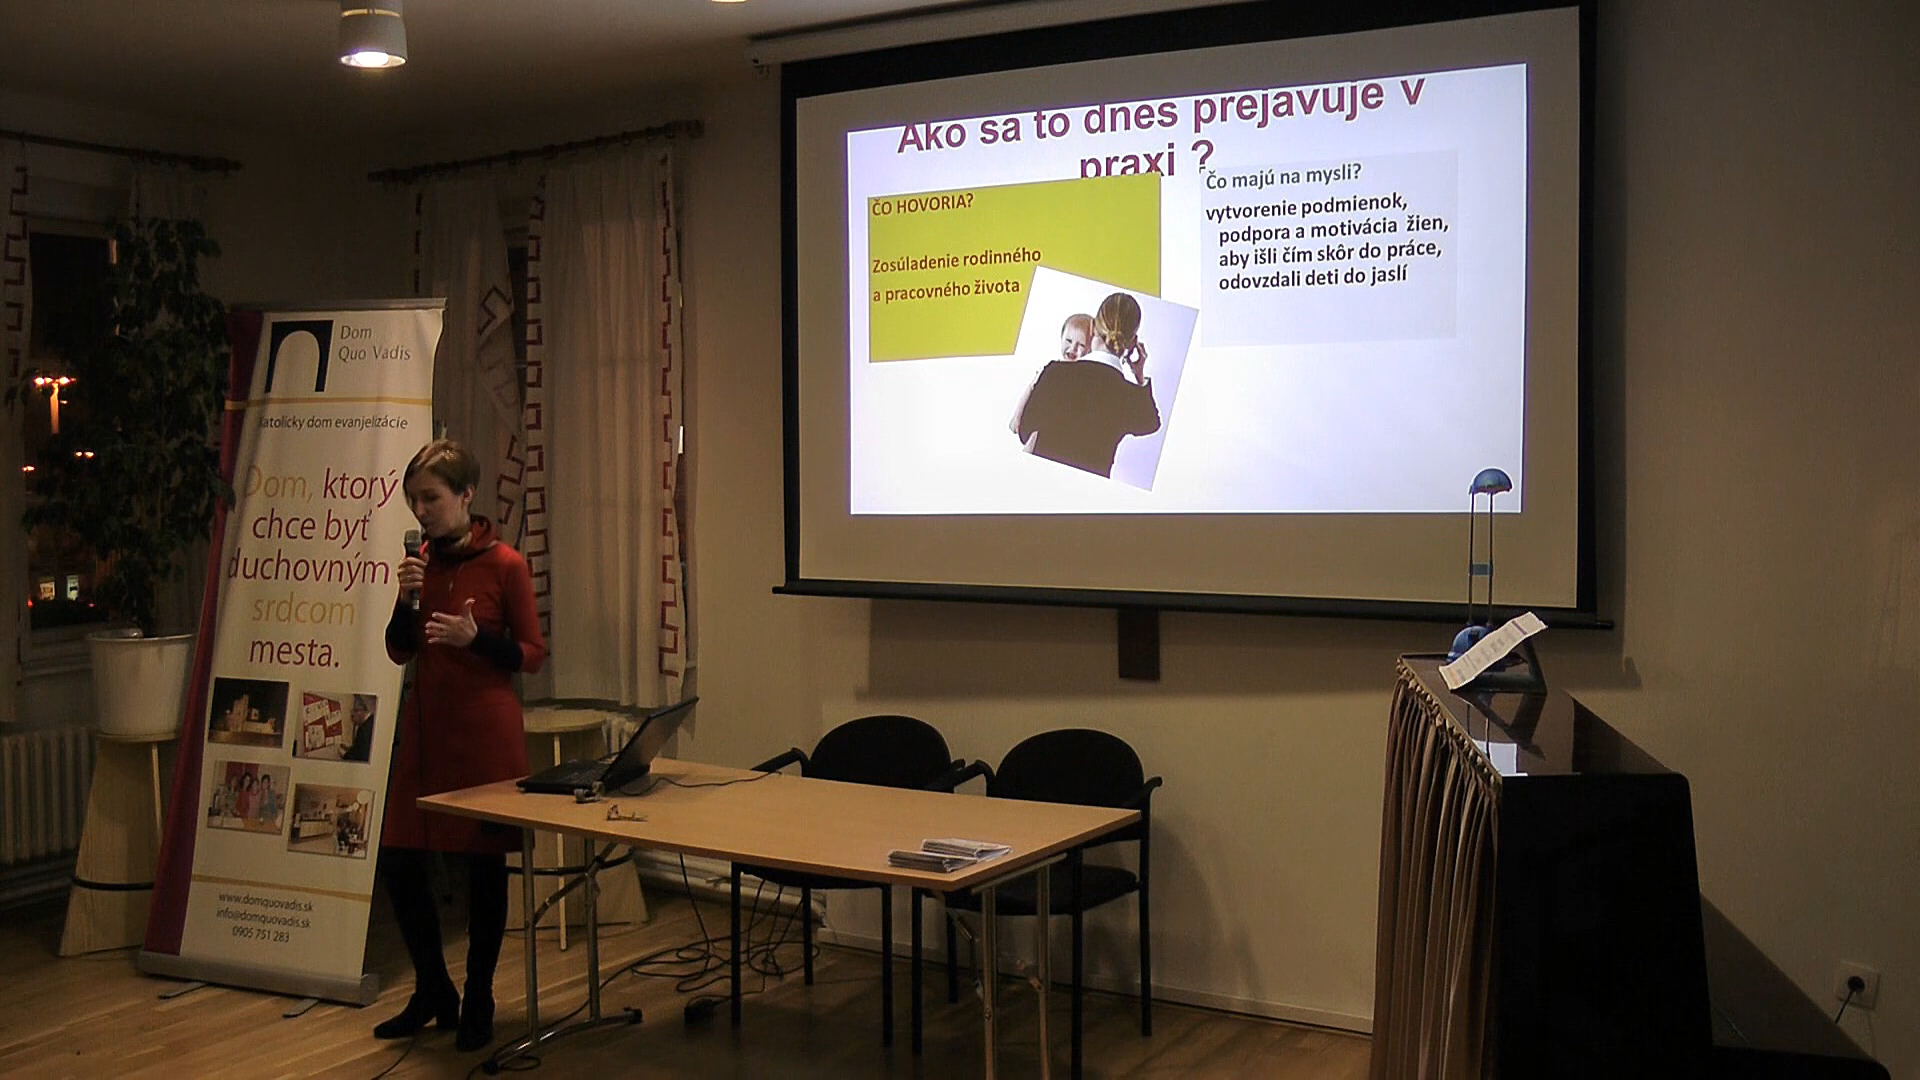 Ako sa to dnes prejavuje v
praxi ?
ČO HOVORIA?
Zosúladenie rodinného
a pracovného života
Čo majú na mysli?
vytvorenie podmienok,
podpora a motivácia žien,
aby išli čím skôr do práce,
odovzdali deti do jaslí
Dom
Quo Vadis
katolícky dom evanjelizácie
Dom, ktorý
chce byť
duchovným
srdcom
mesta.
www.domquovadis.sk
info@domquovadis.sk
0905 751 283